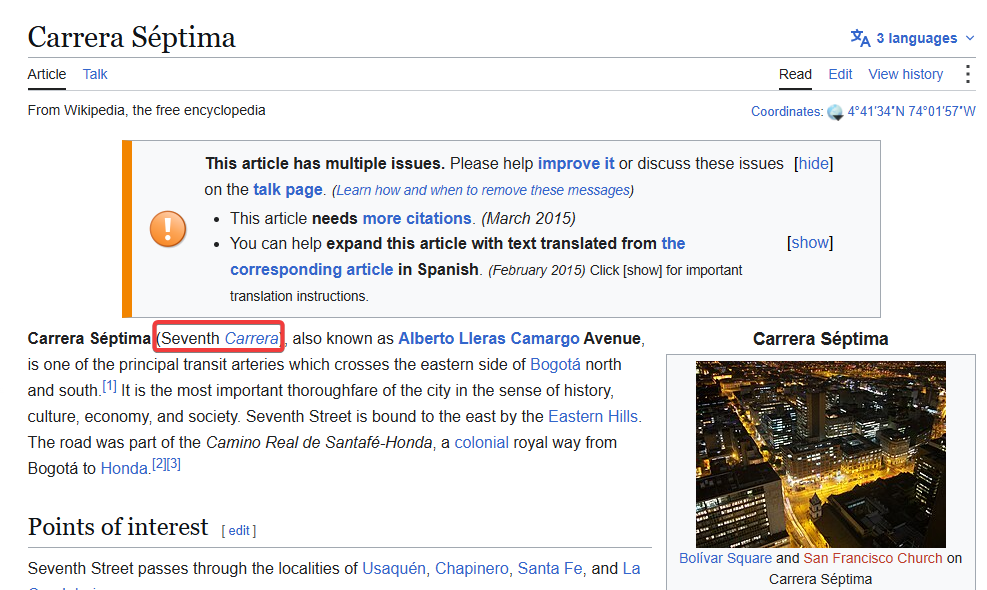 Carrera Séptima
3 languages
Article Talk
Read Edit View history
From Wikipedia, the free encyclopedia
Coordinates: 4°41′34″N 74°01′57″W
This article has multiple issues. Please help improve it or discuss these issues [hide]
on the talk page. (Learn how and when to remove these messages)
• This article needs more citations. (March 2015)
• You can help expand this article with text translated from the [show]
corresponding article in Spanish. (February 2015) Click [show] for important
translation instructions.
Carrera Séptima (Seventh Carrera), also known as Alberto Lleras Camargo Avenue,
is one of the principal transit arteries which crosses the eastern side of Bogotá north
and south.[1] It is the most important thoroughfare of the city in the sense of history,
culture, economy, and society. Seventh Street is bound to the east by the Eastern Hills.
The road was part of the Camino Real de Santafé-Honda, a colonial royal way from
Bogotá to Honda.[2][3]
Carrera Séptima
Bolívar Square and San Francisco Church on
Carrera Séptima
Points of interest [edit]
Seventh Street passes through the localities of Usaquén, Chapinero, Santa Fe, and La